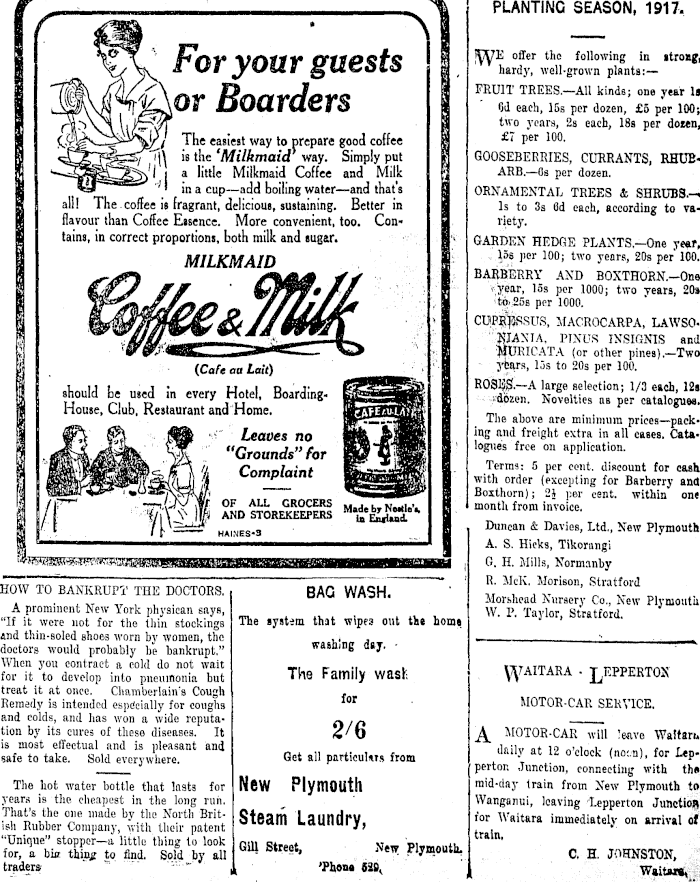 For your guests
or Boarders
The easiest way to prepare good coffee
is the 'Milkmaid' way. Simply put
a little Milkmaid Coffee and Milk
in a cup—add boiling water—and that's
all! The coffee is fragrant, delicious, sustaining. Better in
flavour than Coffee Essence. More convenient, too. Con-
tains, in correct proportions, both milk and sugar.
MILKMAID
Coffee & Milk
(Cafe au Lait)
should be used in every Hotel, Boarding-
House, Club, Restaurant and Home.
Leaves no
"Grounds" for
Complaint
OF ALL GROCERS
AND STOREKEEPERS
HAINES-3
CAFE AU LAIT
Made by Nestle's,
in England.
HOW TO BANKRUPT THE DOCTORS.
A prominent New York physican says,
"If it were not for the thin stockings
and thin-soled shoes worn by women, the
doctors would probably be bankrupt."
When you contract a cold do not wait
for it to develop into pneumonia but
treat it at once. Chamberlain's Cough
Remedy is intended especially for coughs
and colds, and has won a wide reputa-
tion by its cures of these diseases. It
is most effectual and is pleasant and
safe to take. Sold everywhere.
The hot water bottle that lasts for
years is the cheapest in the long run.
That's the one made by the North Brit-
ish Rubber Company, with their patent
"Unique" stopper—a little thing to look
for, a big thing to find. Sold by all
traders
BAG WASH.
The system that wipes out the home
washing day.
The Family wash
for
2/6
Get all particulars from
New Plymouth
Steam Laundry,
Gill Street, New Plymouth.
'Phone 529.
PLANTING SEASON, 1917.
WE offer the following in strong,
hardy, well-grown plants:—
FRUIT TREES.—All kinds; one year 1s
6d each, 15s per dozen, £5 per 100;
two years, 2s each, 18s per dozen,
£7 per 100.
GOOSEBERRIES, CURRANTS, RHUB-
ARB.—6s per dozen.
ORNAMENTAL TREES & SHRUBS.—
1s to 3s 6d each, according to va-
riety.
GARDEN HEDGE PLANTS.—One year,
15s per 100; two years, 20s per 100.
BARBERRY AND BOXTHORN.—One
year, 15s per 1000; two years, 20s
to 25s per 1000.
CUPRESSUS, MACROCARPA, LAWSO-
NIANIA, PINUS INSIGNIS and
MURICATA (or other pines).—Two
years, 15s to 20s per 100.
ROSES.—A large selection; 1/3 each, 12s
dozen. Novelties as per catalogues.
The above are minimum prices—pack-
ing and freight extra in all cases. Cata-
logues free on application.
Terms: 5 per cent. discount for cash
with order (excepting for Barberry and
Boxthorn); 2½ per cent. within one
month from invoice.
Duncan & Davies, Ltd., New Plymouth
A. S. Hicks, Tikorangi
G. H. Mills, Normanby
R. McK. Morison, Stratford
Morshead Nursery Co., New Plymouth
W. P. Taylor, Stratford.
WAITARA - LEPPERTON
MOTOR-CAR SERVICE.
A MOTOR-CAR will leave Waitara
daily at 12 o'clock (noon), for Lep-
perton Junction, connecting with the
mid-day train from New Plymouth to
Wanganui, leaving Lepperton Junction
for Waitara immediately on arrival of
train.
C. H. JOHNSTON,
Waitara.